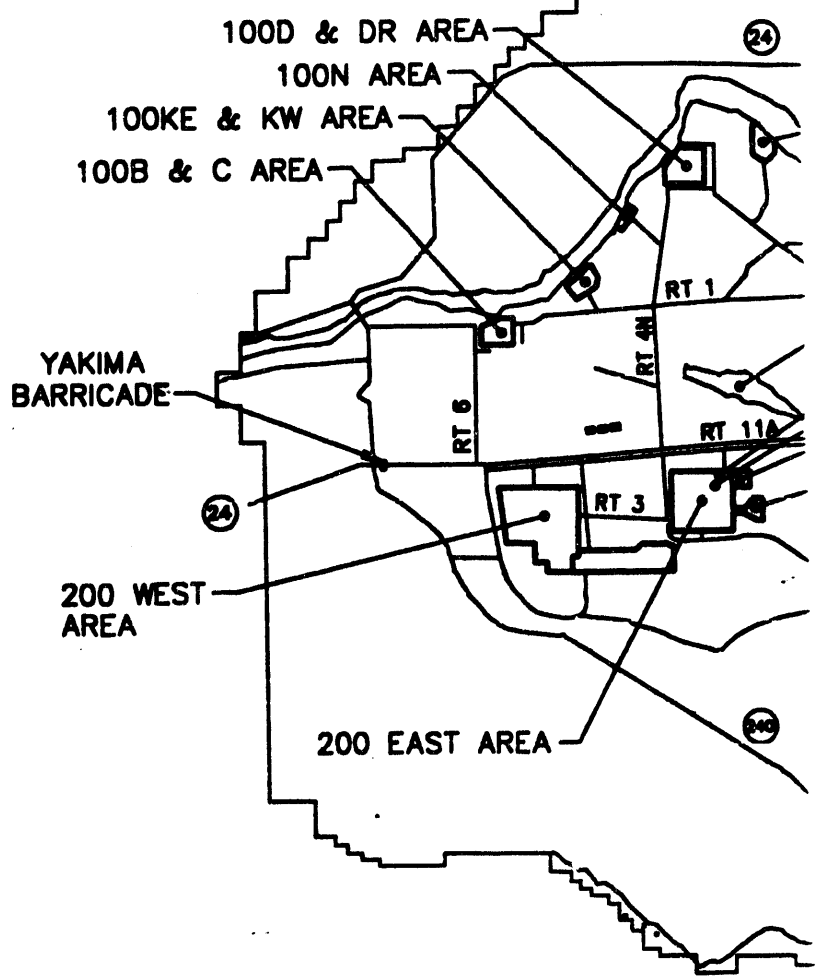 100D & DR AREA
24
100N AREA
100KE & KW AREA
100B & C AREA
RT 1
RT 4N
YAKIMA
BARRICADE
RT 6
RT 11A
24
RT 3
200 WEST
AREA
200 EAST AREA
240